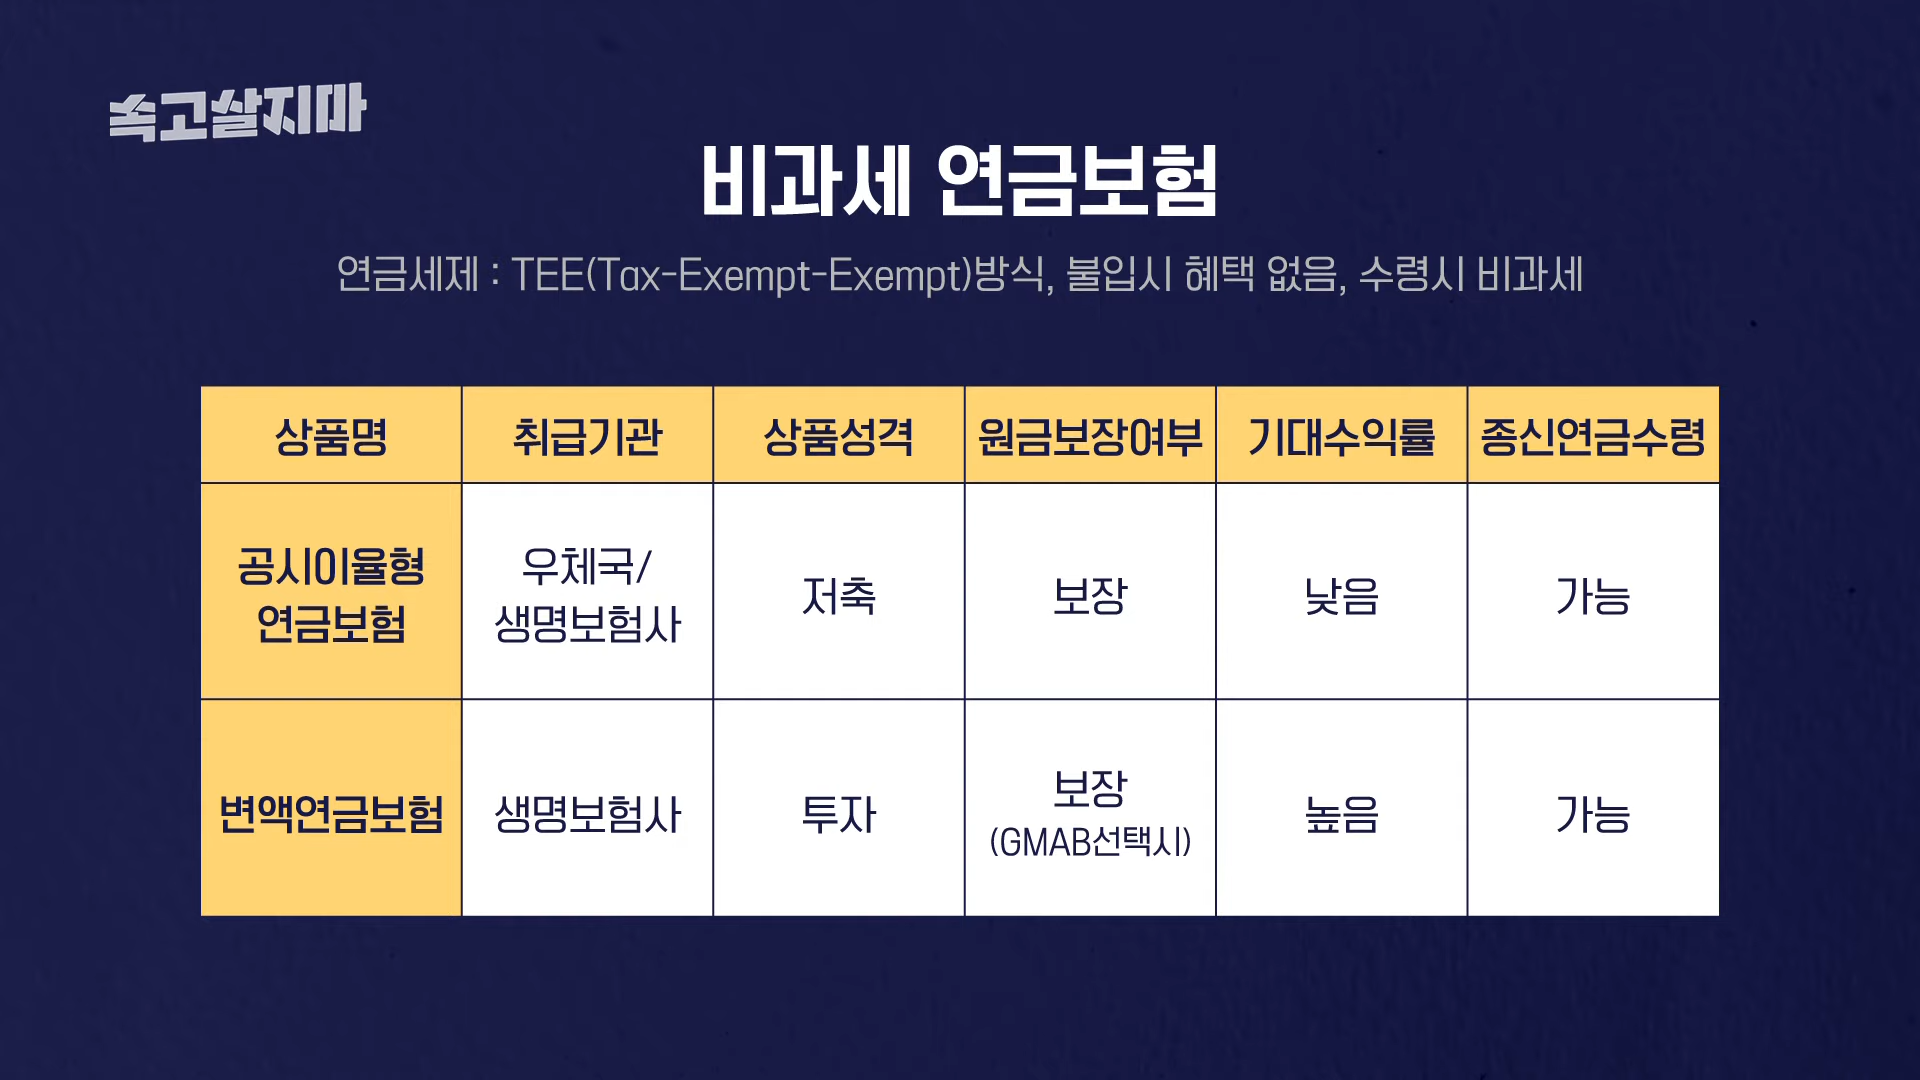 속고살지마
비과세 연금보험
연금세제 : TEE(Tax-Exempt-Exempt)방식, 불입시 혜택 없음, 수령시 비과세
상품명 취급기관 상품성격 원금보장여부 기대수익률 종신연금수령
공시이율형
연금보험
우체국/
생명보험사
저축
보장
낮음
가능
변액연금보험
생명보험사
투자
보장
(GMAB선택시)
높음
가능